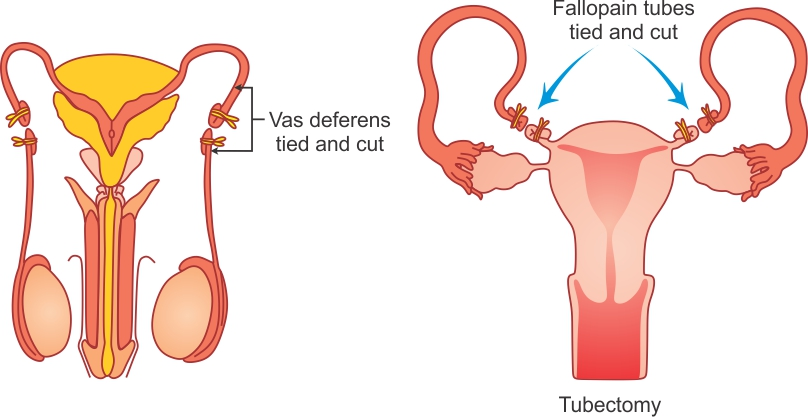 Fallopain tubes
tied and cut
Vas deferens
tied and cut
Tubectomy